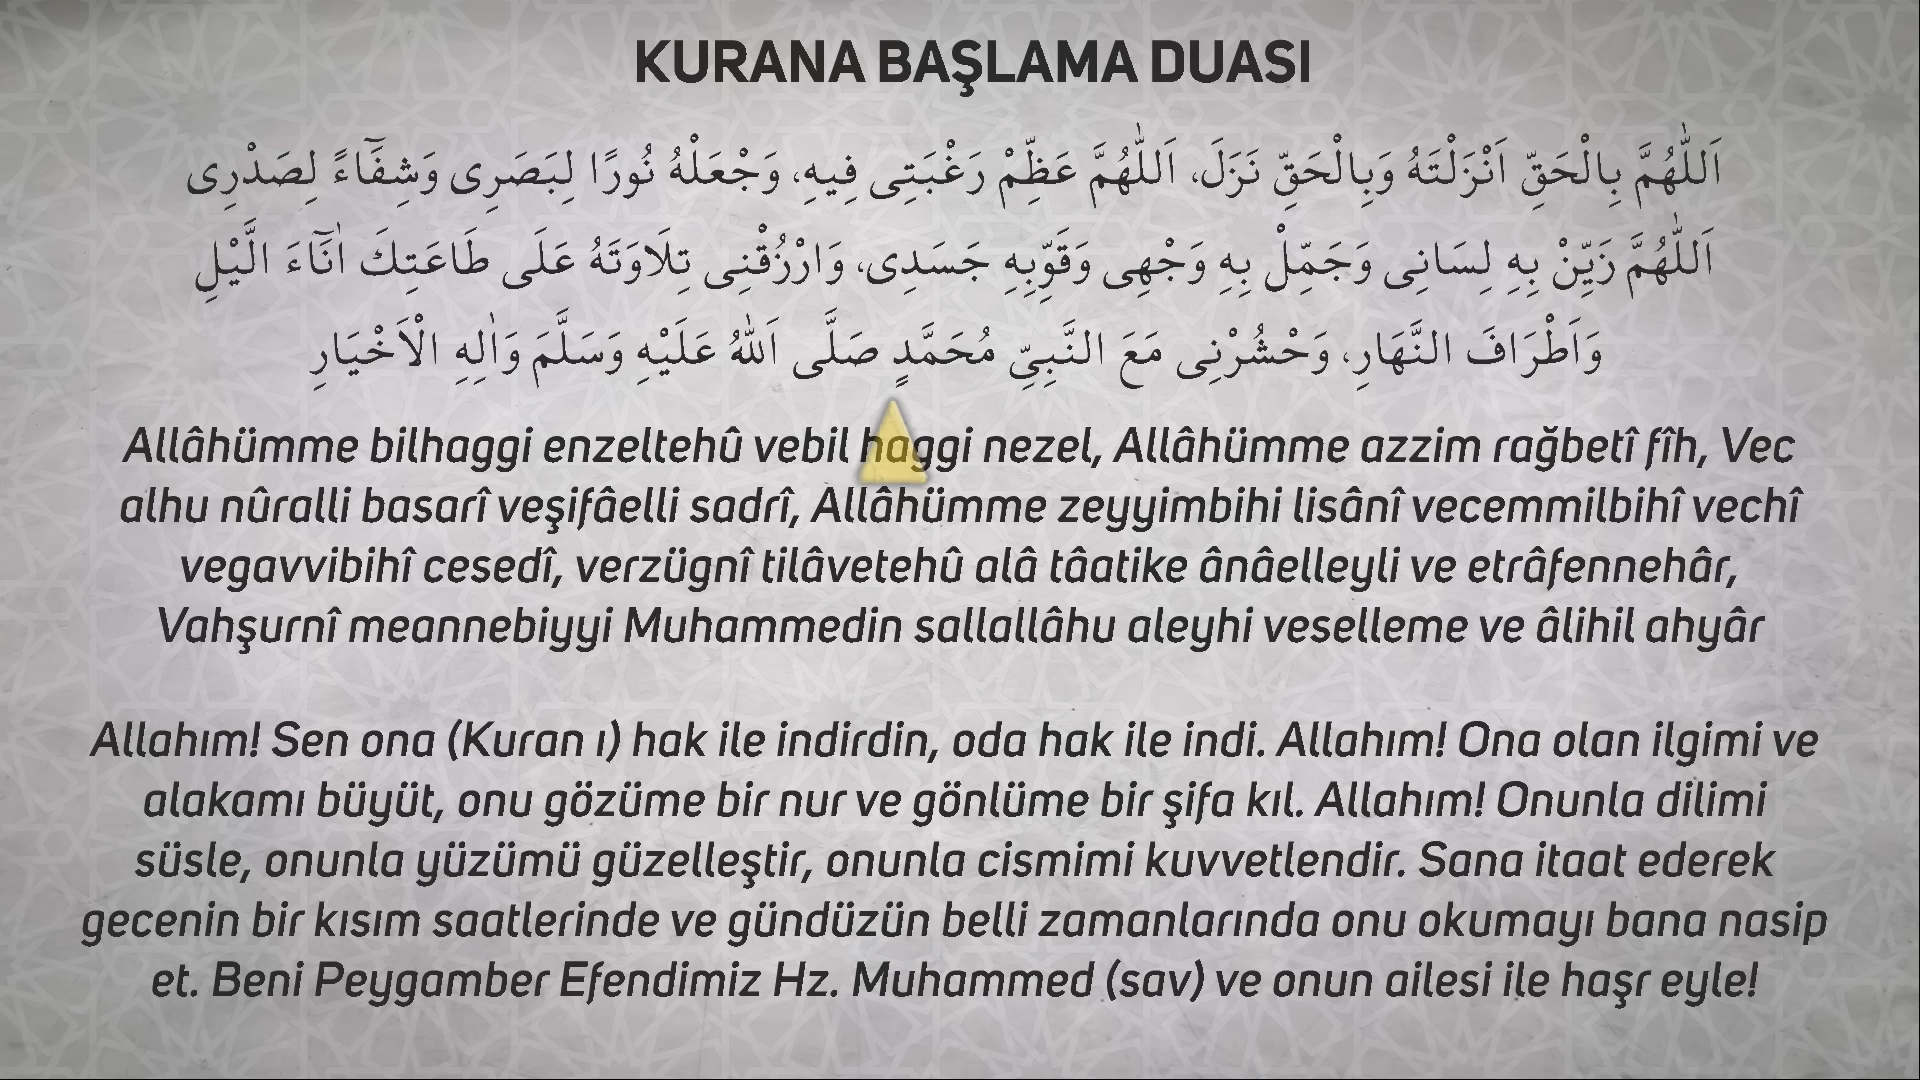 KURANA BAŞLAMA DUASI
اَللّٰهُمَّ بِالْحَقِّ اَنْزَلْتَهُ وَبِالْحَقِّ نَزَلَ، اَللّٰهُمَّ عَظِّمْ رَغْبَتِى فِيهِ، وَجْعَلْهُ نُورًا لِبَصَرِى وَشِفَٓاءً لِصَدْرِى
اَللّٰهُمَّ زَيِّنْ بِهِ لِسَانِى وَجَمِّلْ بِهِ وَجْهِى وَقَوِّبِهِ جَسَدِى، وَارْزُقْنِى تِلَاوَتَهُ عَلَى طَاعَتِكَ اٰنَٓاءَ الَّيْلِ
وَاَطْرَافَ النَّهَارِ، وَحْشُرْنِى مَعَ النَّبِىِّ مُحَمَّدٍ صَلَّى اَللّٰهُ عَلَيْهِ وَسَلَّمَ وَاٰلِهِ الْاَخْيَارِ
Allâhümme bilhaggi enzeltehû vebil haggi nezel, Allâhümme azzim rağbetî fîh, Vec
alhu nûralli basarî veşifâelli sadrî, Allâhümme zeyyimbihi lisânî vecemmilbihî vechî
vegavvibihî cesedî, verzügnî tilâvetehû alâ tâatike ânâelleyli ve etrâfennehâr,
Vahşurnî meannebiyyi Muhammedin sallallâhu aleyhi veselleme ve âlihil ahyâr
Allahım! Sen ona (Kuran ı) hak ile indirdin, oda hak ile indi. Allahım! Ona olan ilgimi ve
alakamı büyüt, onu gözüme bir nur ve gönlüme bir şifa kıl. Allahım! Onunla dilimi
süsle, onunla yüzümü güzelleştir, onunla cismimi kuvvetlendir. Sana itaat ederek
gecenin bir kısım saatlerinde ve gündüzün belli zamanlarında onu okumayı bana nasip
et. Beni Peygamber Efendimiz Hz. Muhammed (sav) ve onun ailesi ile haşr eyle!